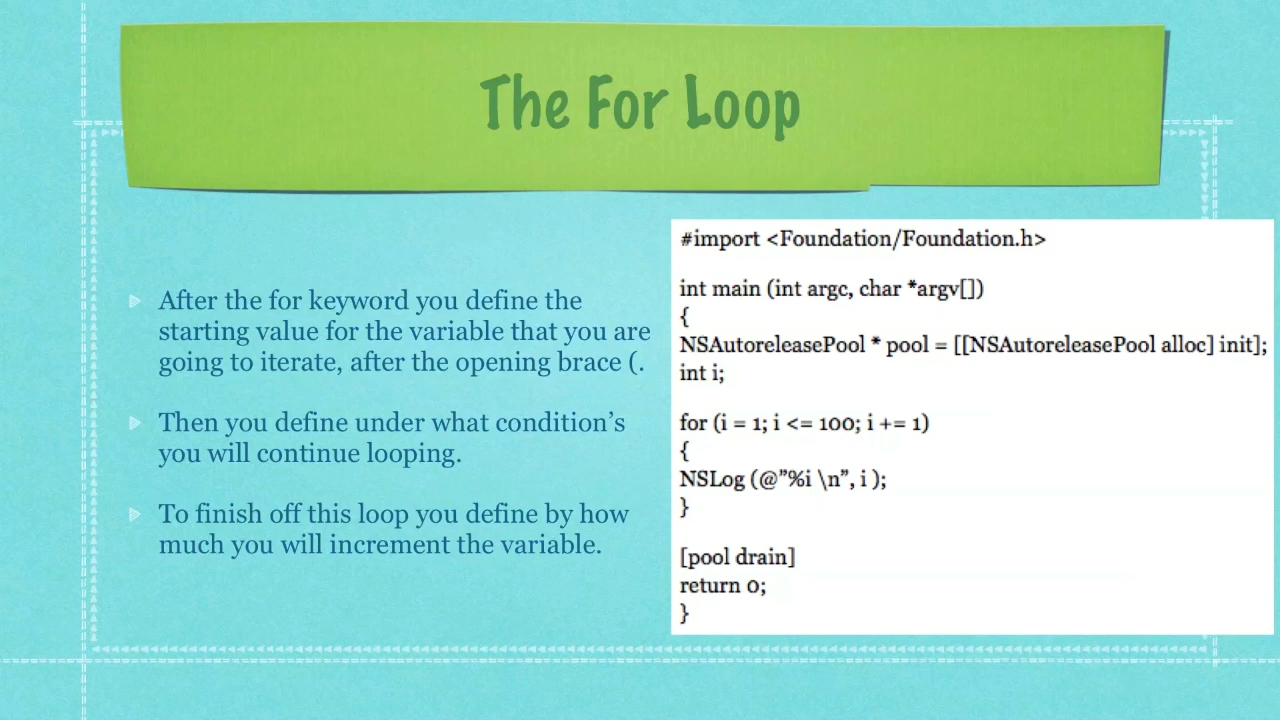 The For Loop
After the for keyword you define the
starting value for the variable that you are
going to iterate, after the opening brace (.
Then you define under what condition’s
you will continue looping.
To finish off this loop you define by how
much you will increment the variable.
#import <Foundation/Foundation.h>
int main (int argc, char *argv[])
{
NSAutoreleasePool * pool = [[NSAutoreleasePool alloc] init];
int i;
for (i = 1; i <= 100; i += 1)
{
NSLog (@”%i \n”, i );
}
[pool drain]
return 0;
}